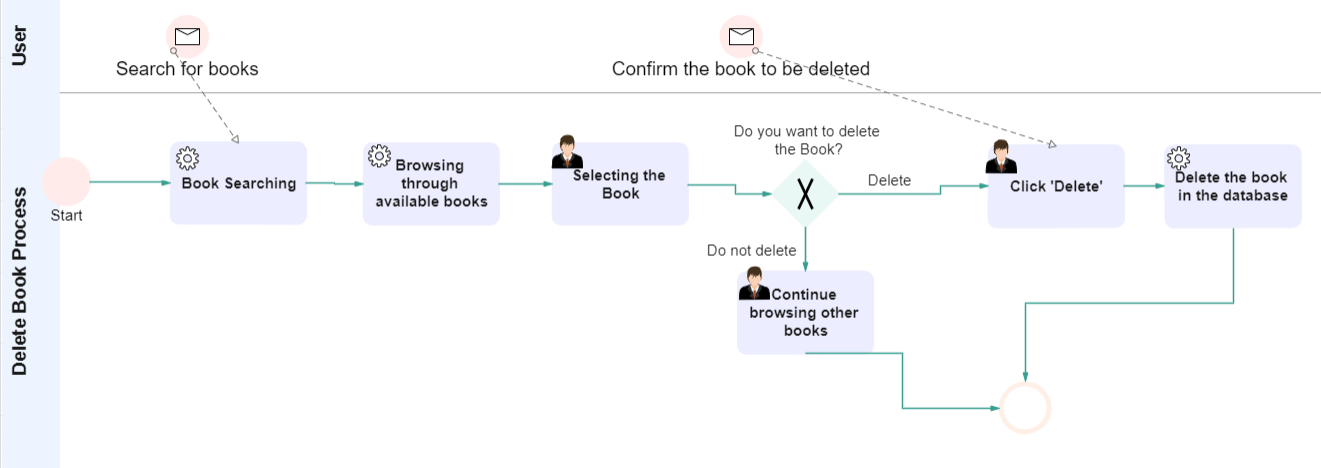 User
Search for books
Confirm the book to be deleted
Delete Book Process
Start
Book Searching
Browsing
through
available books
Selecting the
Book
Do you want to delete
the Book?
X
Delete
Do not delete
Click 'Delete'
Delete the book
in the database
Continue
browsing other
books